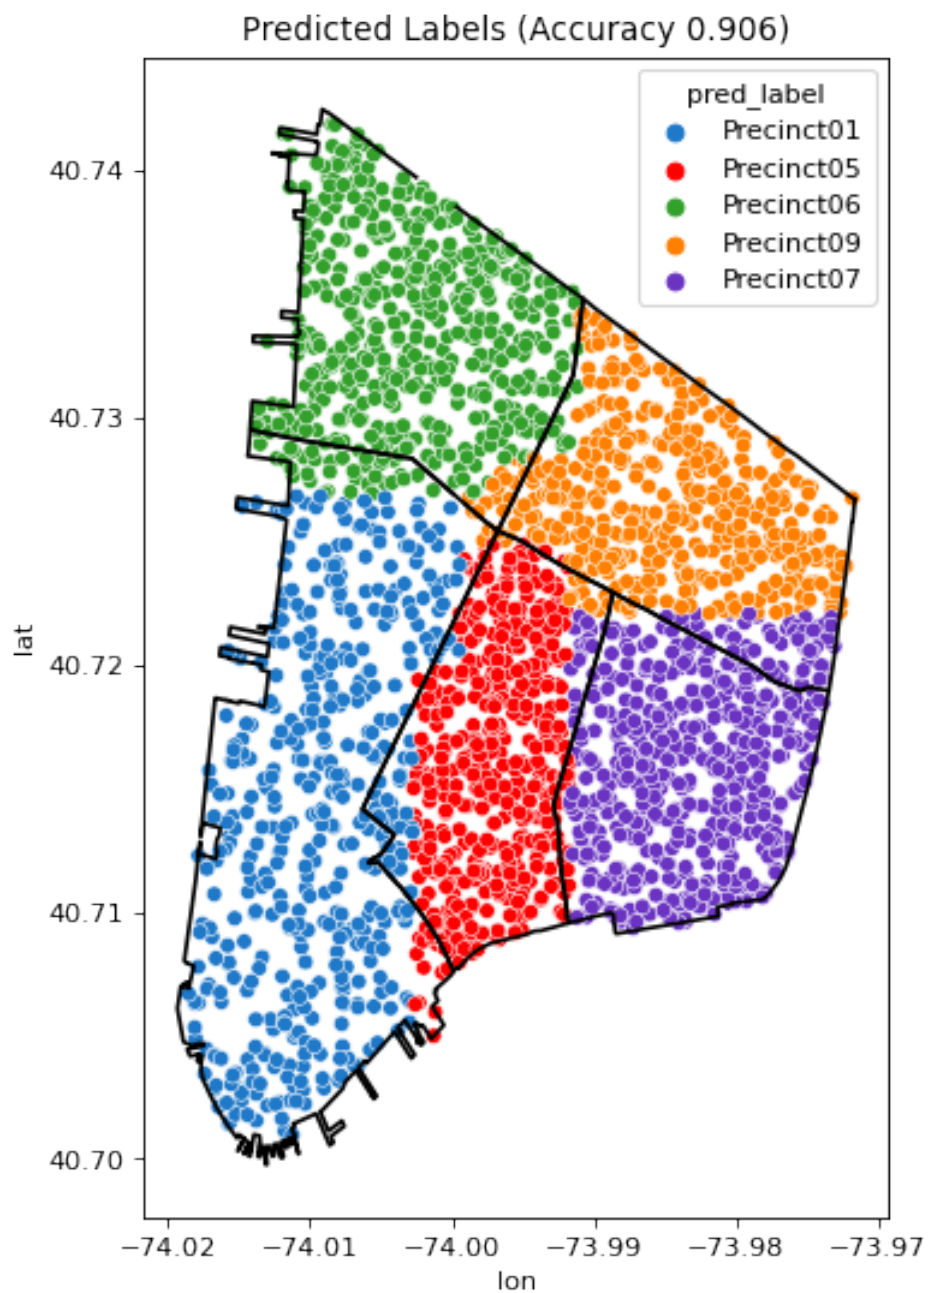 Predicted Labels (Accuracy 0.906)
pred_label
Precinct01
Precinct05
Precinct06
Precinct09
Precinct07
40.74
40.73
40.72
40.71
40.70
lat
−74.02 −74.01 −74.00 −73.99 −73.98 −73.97
lon